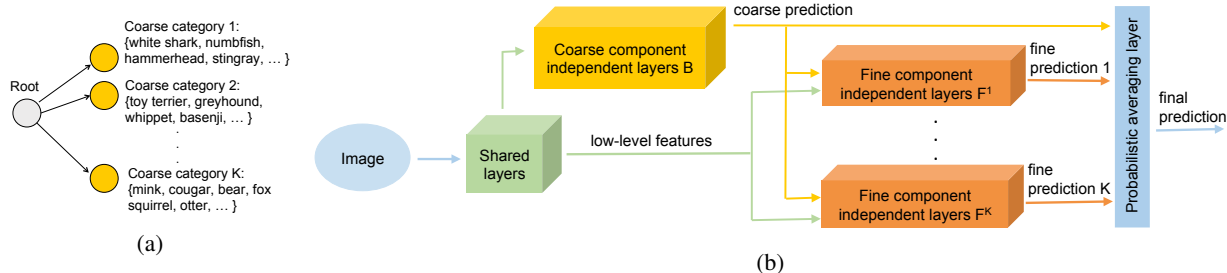 Root
Coarse category 1:
{white shark, numbfish,
hammerhead, stingray, ... }
Coarse category 2:
{toy terrier, greyhound,
whippet, basenji, ... }
.
.
.
Coarse category K:
{mink, cougar, bear, fox
squirrel, otter, ... }
(a)
Image
Shared
layers
Coarse component
independent layers B
coarse prediction
low-level features
Fine component
independent layers F¹
fine
prediction 1
.
.
.
Fine component
independent layers Fᴷ
fine
prediction K
Probabilistic averaging layer
final
prediction
(b)